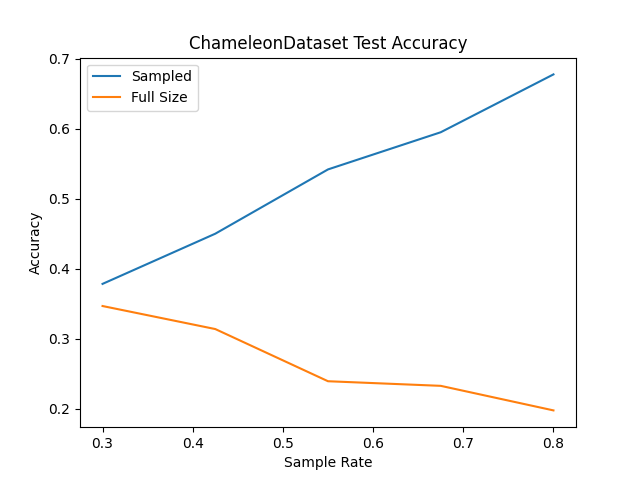 ChameleonDataset Test Accuracy
Sampled
Full Size
Accuracy
0.7
0.6
0.5
0.4
0.3
0.2
0.3 0.4 0.5 0.6 0.7 0.8
Sample Rate